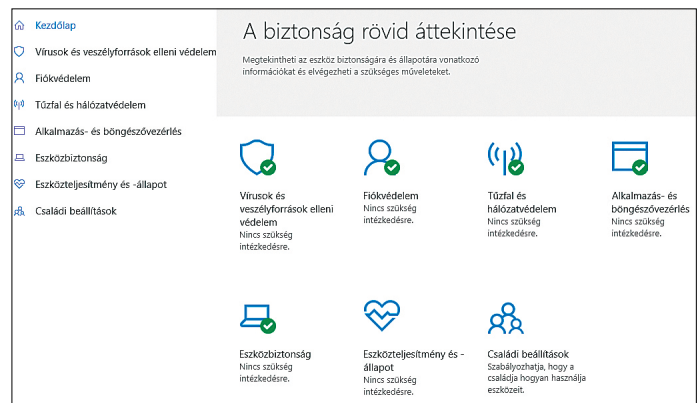 Kezdőlap
Vírusok és veszélyforrások elleni védelem
Fiókvédelem
Tűzfal és hálózatvédelem
Alkalmazás- és böngészővezérlés
Eszközbiztonság
Eszközteljesítmény és -állapot
Családi beállítások
A biztonság rövid áttekintése
Megtekintheti az eszköz biztonságára és állapotára vonatkozó
információkat és elvégezheti a szükséges műveleteket.
Vírusok és
veszélyforrások elleni
védelem
Nincs szükség
intézkedésre.
Fiókvédelem
Nincs szükség
intézkedésre.
Tűzfal és
hálózatvédelem
Nincs szükség
intézkedésre.
Alkalmazás- és
böngészővezérlés
Nincs szükség
intézkedésre.
Eszközbiztonság
Nincs szükség
intézkedésre.
Eszközteljesítmény és -
állapot
Nincs szükség
intézkedésre.
Családi beállítások
Szabályozhatja, hogy a
családja hogyan használja
eszközeit.